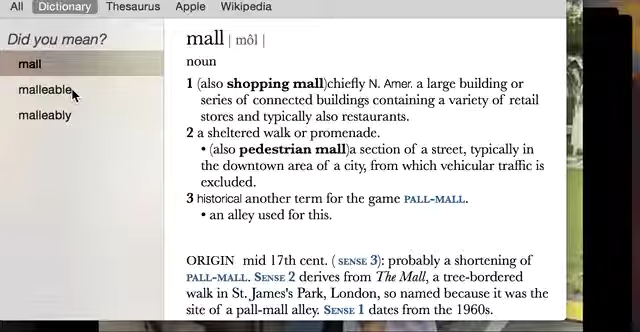 All Dictionary Thesaurus Apple Wikipedia
Did you mean?
mall
malleable
malleably
mall | môl |
noun
1 (also shopping mall)chiefly N. Amer. a large building or
series of connected buildings containing a variety of retail
stores and typically also restaurants.
2 a sheltered walk or promenade.
• (also pedestrian mall)a section of a street, typically in
the downtown area of a city, from which vehicular traffic is
excluded.
3 historical another term for the game PALL-MALL.
• an alley used for this.
ORIGIN mid 17th cent. ( SENSE 3): probably a shortening of
PALL-MALL. SENSE 2 derives from The Mall, a tree-bordered
walk in St. James's Park, London, so named because it was the
site of a pall-mall alley. SENSE 1 dates from the 1960s.